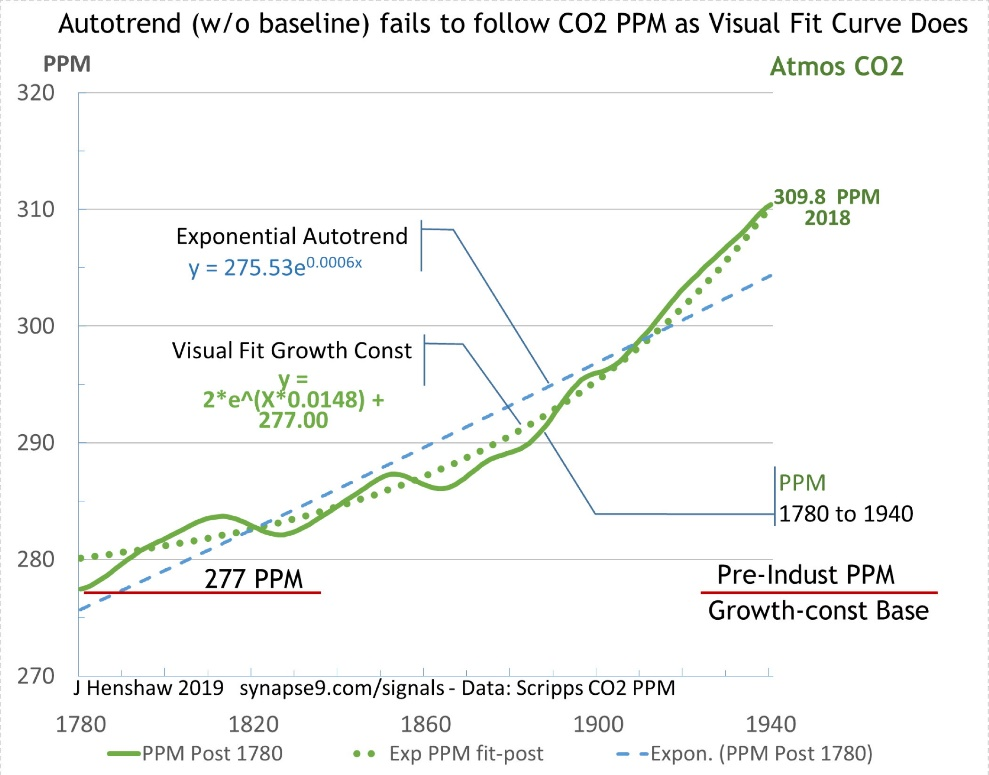 Autotrend (w/o baseline) fails to follow CO2 PPM as Visual Fit Curve Does
PPM
Atmos CO2
320
310
300
290
280
270
309.8 PPM
2018
Exponential Autotrend
y = 275.53e^0.0006x
Visual Fit Growth Const
y =
2*e^(X*0.0148) +
277.00
PPM
1780 to 1940
277 PPM
Pre-Indust PPM
Growth-const Base
J Henshaw 2019 synapse9.com/signals - Data: Scripps CO2 PPM
1780 1820 1860 1900 1940
PPM Post 1780 Exp PPM fit-post Expon. (PPM Post 1780)